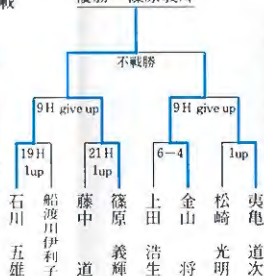 戦
不戦勝
9H give up
9H give up
19H
1up
21H
1up
6−4
1up
石川 五雄
船渡川伊利子
藤中 道
篠原 義輝
上田 浩生
金山 将
松崎 光明
夷亀 道次